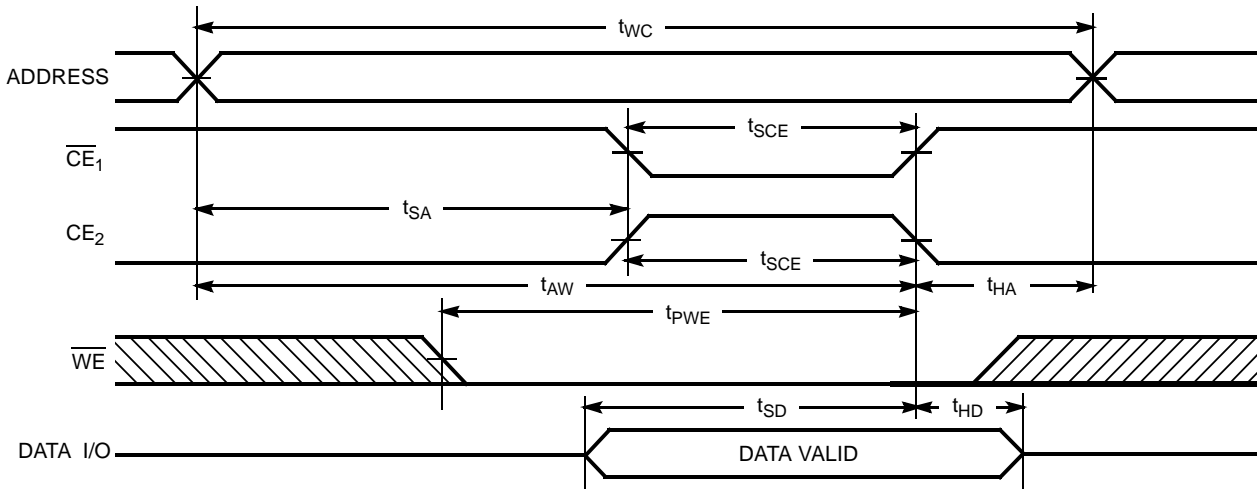 tWC
ADDRESS
tSCE
CE1
tSA
CE2
tSCE
tAW
tHA
tPWE
WE
tSD
tHD
DATA I/O
DATA VALID